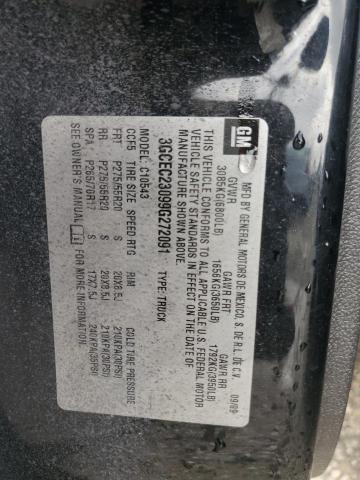 GM
MFD BY GENERAL MOTORS DE MEXICO, S. DE R.L. DE C.V. 09/09
GVWR GAWR FRT GAWR RR
3085KG(6800LB) 1656KG(3650LB) 1792KG(3950LB)
THIS VEHICLE CONFORMS TO ALL APPLICABLE U.S. FEDERAL MOTOR
VEHICLE SAFETY STANDARDS IN EFFECT ON THE DATE OF
MANUFACTURE SHOWN ABOVE.
3GCEC23099G272091 TYPE: TRUCK
MODEL: C10543
CCF5 TIRE SIZE SPEED RTG RIM COLD TIRE PRESSURE
FRT P275/55R20 S 20X8.5J 210KPA(30PSI)
RR P275/55R20 S 20X8.5J 210KPA(30PSI)
SPA P265/70R17 S 17X7.5J 240KPA(35PSI)
SEE OWNER'S MANUAL FOR MORE INFORMATION.